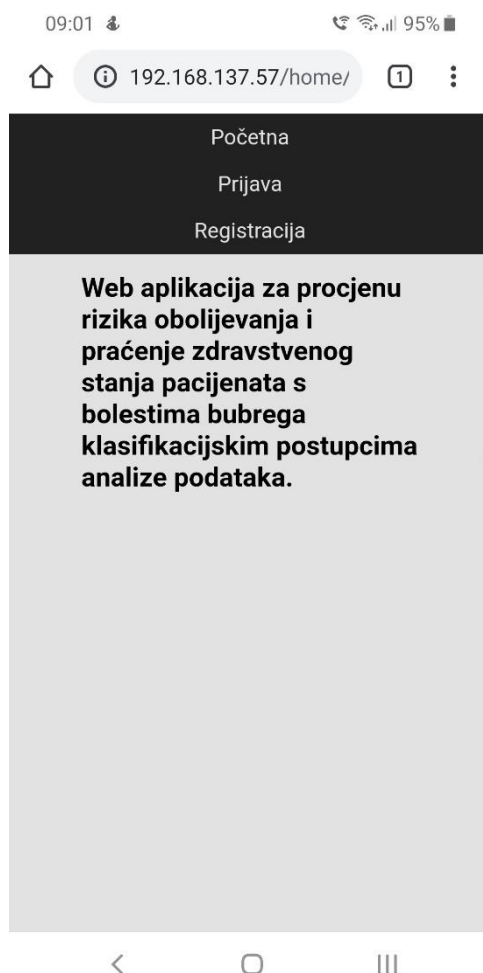 09:01
95%
192.168.137.57/home/
1
Početna
Prijava
Registracija
Web aplikacija za procjenu
rizika obolijevanja i
praćenje zdravstvenog
stanja pacijenata s
bolestima bubrega
klasifikacijskim postupcima
analize podataka.